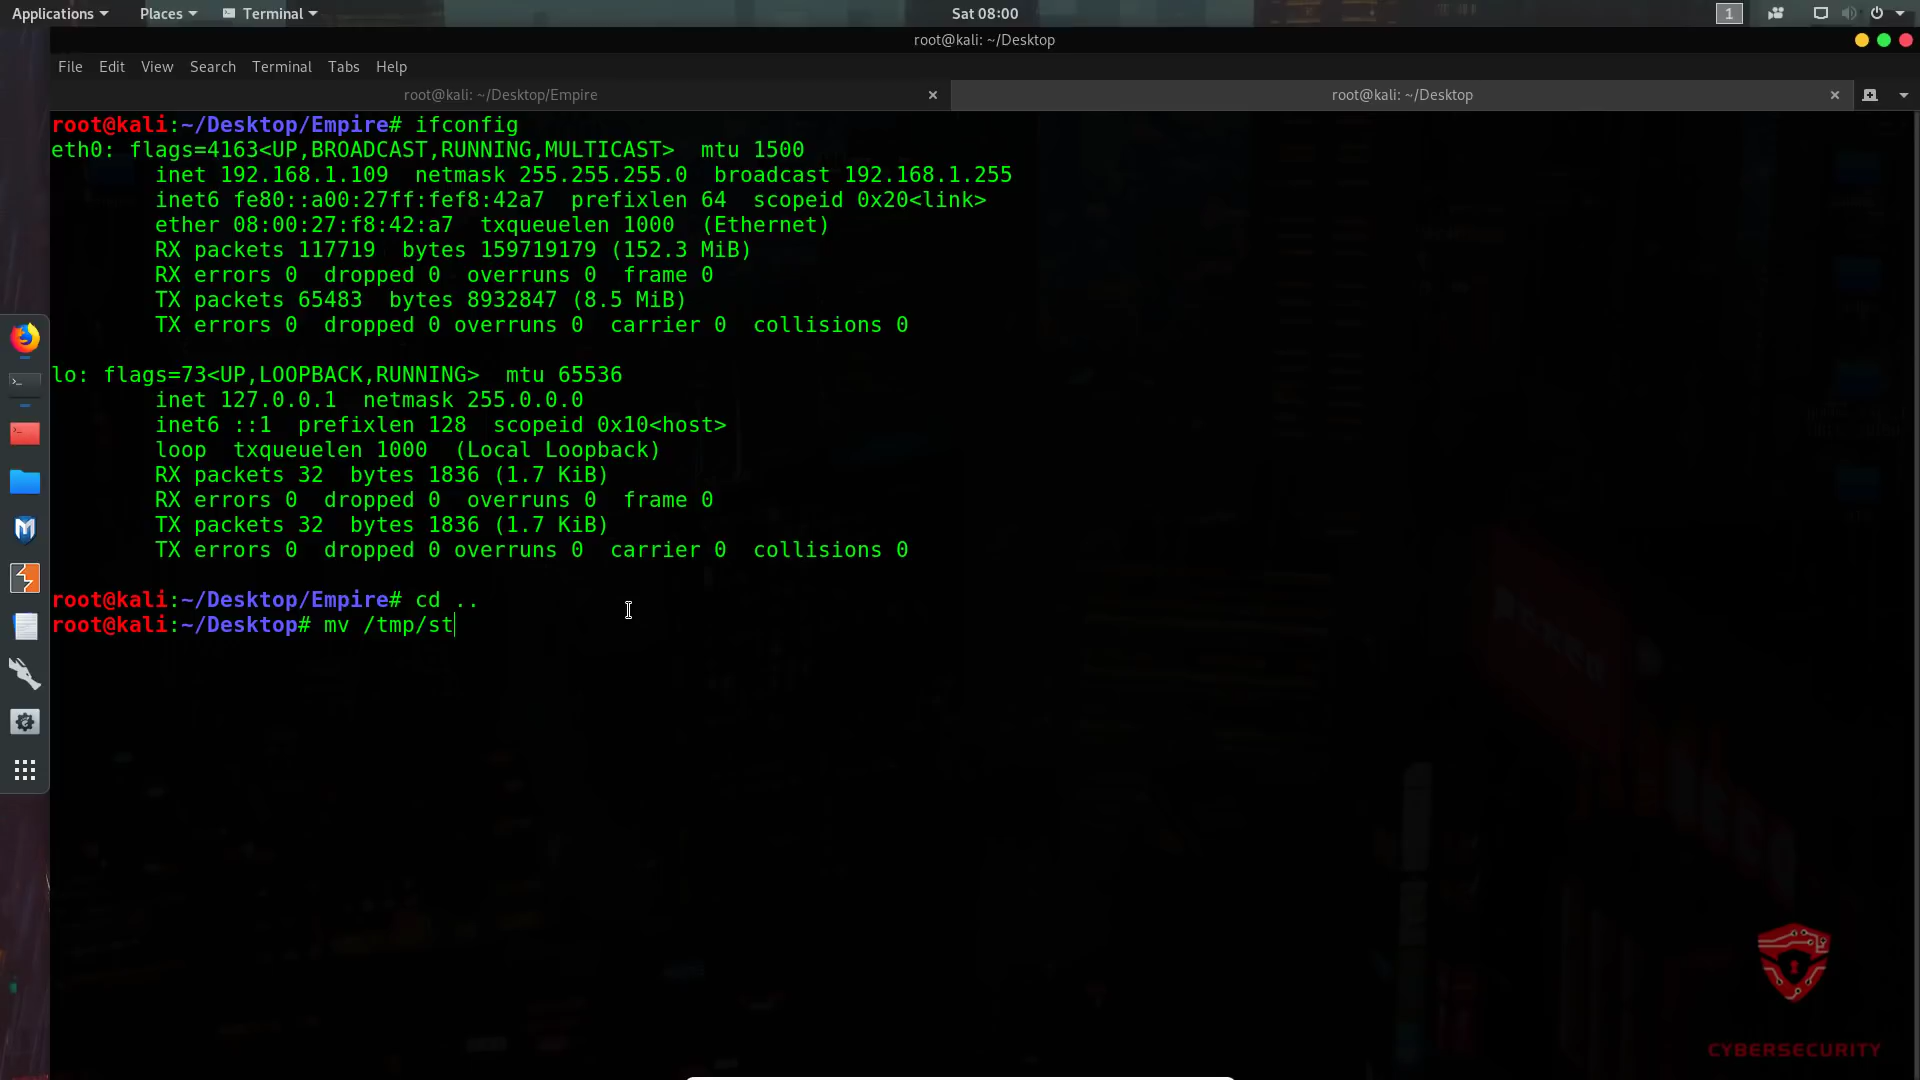 Applications Places Terminal Sat 08:00 1
root@kali: ~/Desktop
File Edit View Search Terminal Tabs Help
root@kali: ~/Desktop/Empire root@kali: ~/Desktop
root@kali:~/Desktop/Empire# ifconfig
eth0: flags=4163<UP,BROADCAST,RUNNING,MULTICAST>  mtu 1500
        inet 192.168.1.109  netmask 255.255.255.0  broadcast 192.168.1.255
        inet6 fe80::a00:27ff:fef8:42a7  prefixlen 64  scopeid 0x20<link>
        ether 08:00:27:f8:42:a7  txqueuelen 1000  (Ethernet)
        RX packets 117719  bytes 159719179 (152.3 MiB)
        RX errors 0  dropped 0  overruns 0  frame 0
        TX packets 65483  bytes 8932847 (8.5 MiB)
        TX errors 0  dropped 0 overruns 0  carrier 0  collisions 0
lo: flags=73<UP,LOOPBACK,RUNNING>  mtu 65536
        inet 127.0.0.1  netmask 255.0.0.0
        inet6 ::1  prefixlen 128  scopeid 0x10<host>
        loop  txqueuelen 1000  (Local Loopback)
        RX packets 32  bytes 1836 (1.7 KiB)
        RX errors 0  dropped 0  overruns 0  frame 0
        TX packets 32  bytes 1836 (1.7 KiB)
        TX errors 0  dropped 0 overruns 0  carrier 0  collisions 0
root@kali:~/Desktop/Empire# cd ..
root@kali:~/Desktop# mv /tmp/st
CYBERSECURITY